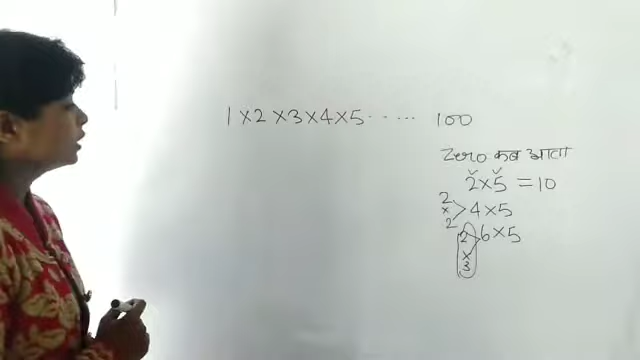 1 x 2 x 3 x 4 x 5 ...... 100
Zero कब आता
2 x 5 = 10
2 x 2 > 4 x 5
2 x 3 > 6 x 5